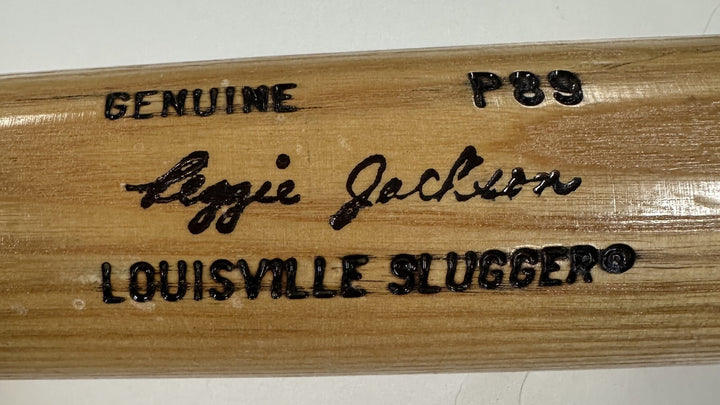 GENUINE P89
Reggie Jackson
LOUISVILLE SLUGGER®